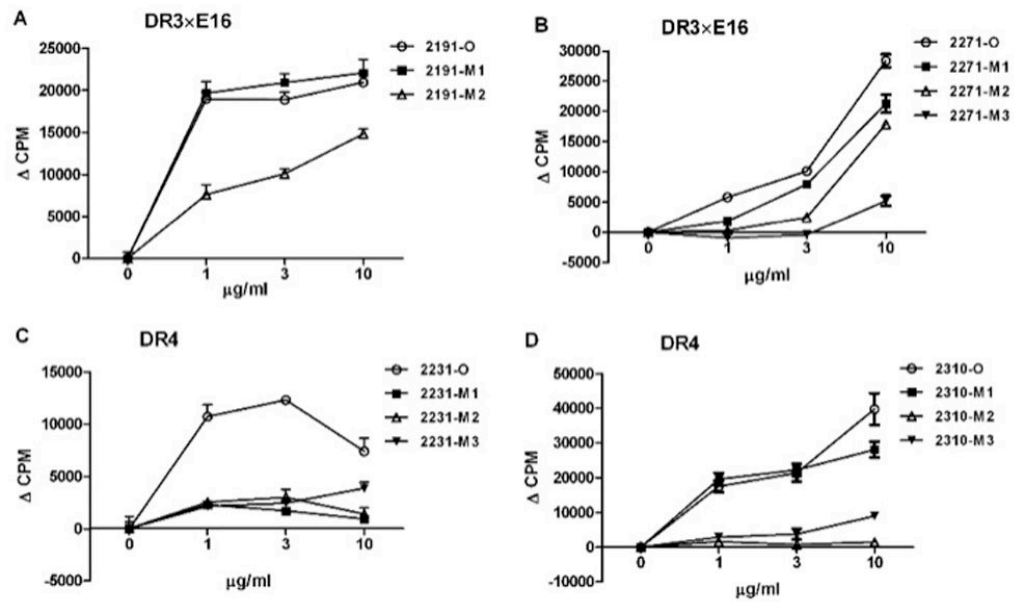 A
DR3×E16
2191-O
2191-M1
2191-M2
25000
20000
15000
10000
5000
0
Δ CPM
0 1 3 10
μg/ml
B
DR3×E16
2271-O
2271-M1
2271-M2
2271-M3
30000
25000
20000
15000
10000
5000
0
-5000
Δ CPM
0 1 3 10
μg/ml
C
DR4
2231-O
2231-M1
2231-M2
2231-M3
15000
10000
5000
0
-5000
Δ CPM
0 1 3 10
μg/ml
D
DR4
2310-O
2310-M1
2310-M2
2310-M3
50000
40000
30000
20000
10000
0
-10000
Δ CPM
0 1 3 10
μg/ml